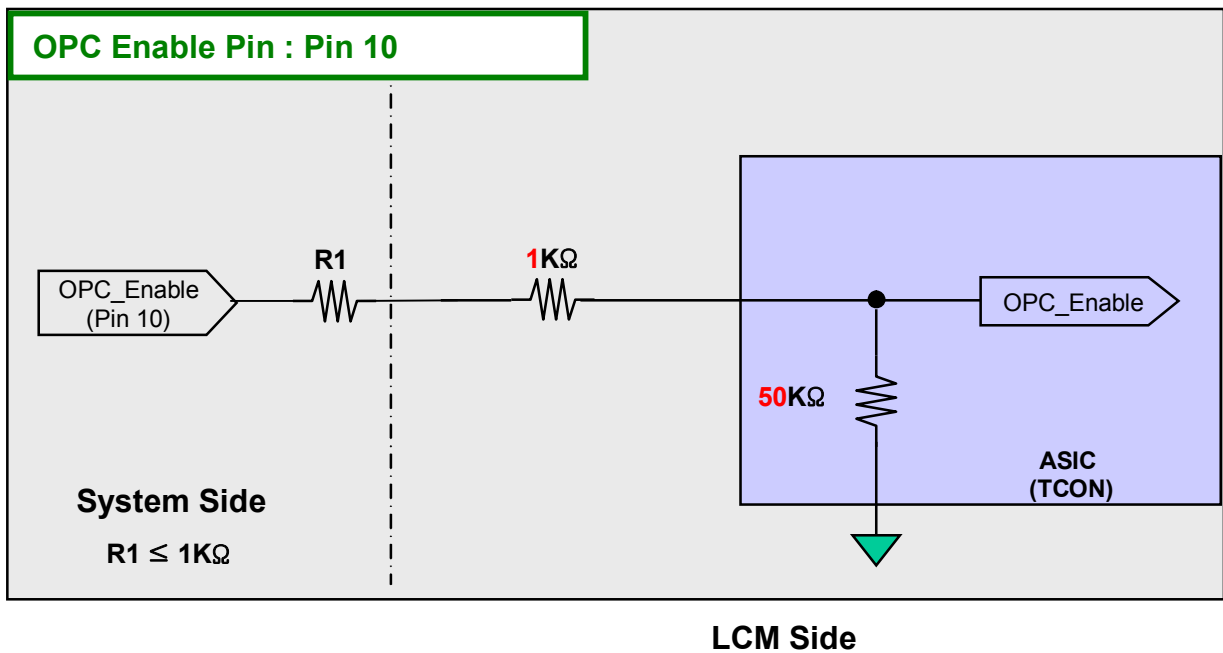 OPC Enable Pin : Pin 10
R1
1KΩ
OPC_Enable
(Pin 10)
OPC_Enable
50KΩ
ASIC
(TCON)
System Side
R1 ≤ 1KΩ
LCM Side